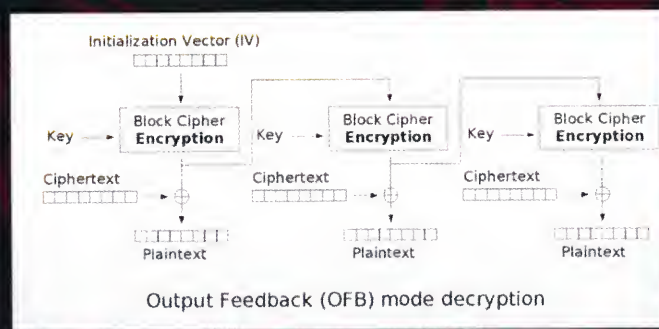 Initialization Vector (IV)
Block Cipher
Encryption
Key
Block Cipher
Encryption
Key
Block Cipher
Encryption
Key
Ciphertext
Ciphertext
Ciphertext
Plaintext
Plaintext
Plaintext
Output Feedback (OFB) mode decryption